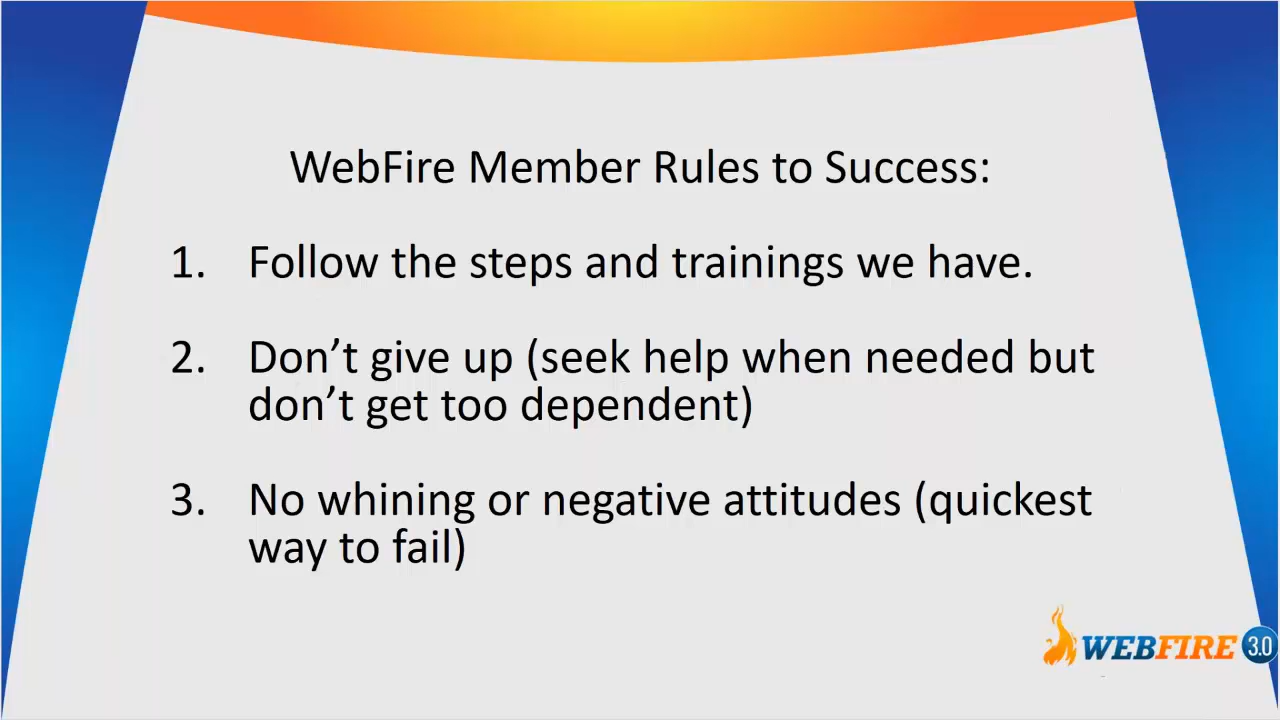 WebFire Member Rules to Success:
1. Follow the steps and trainings we have.
2. Don’t give up (seek help when needed but
don’t get too dependent)
3. No whining or negative attitudes (quickest
way to fail)
WEBFIRE 3.0